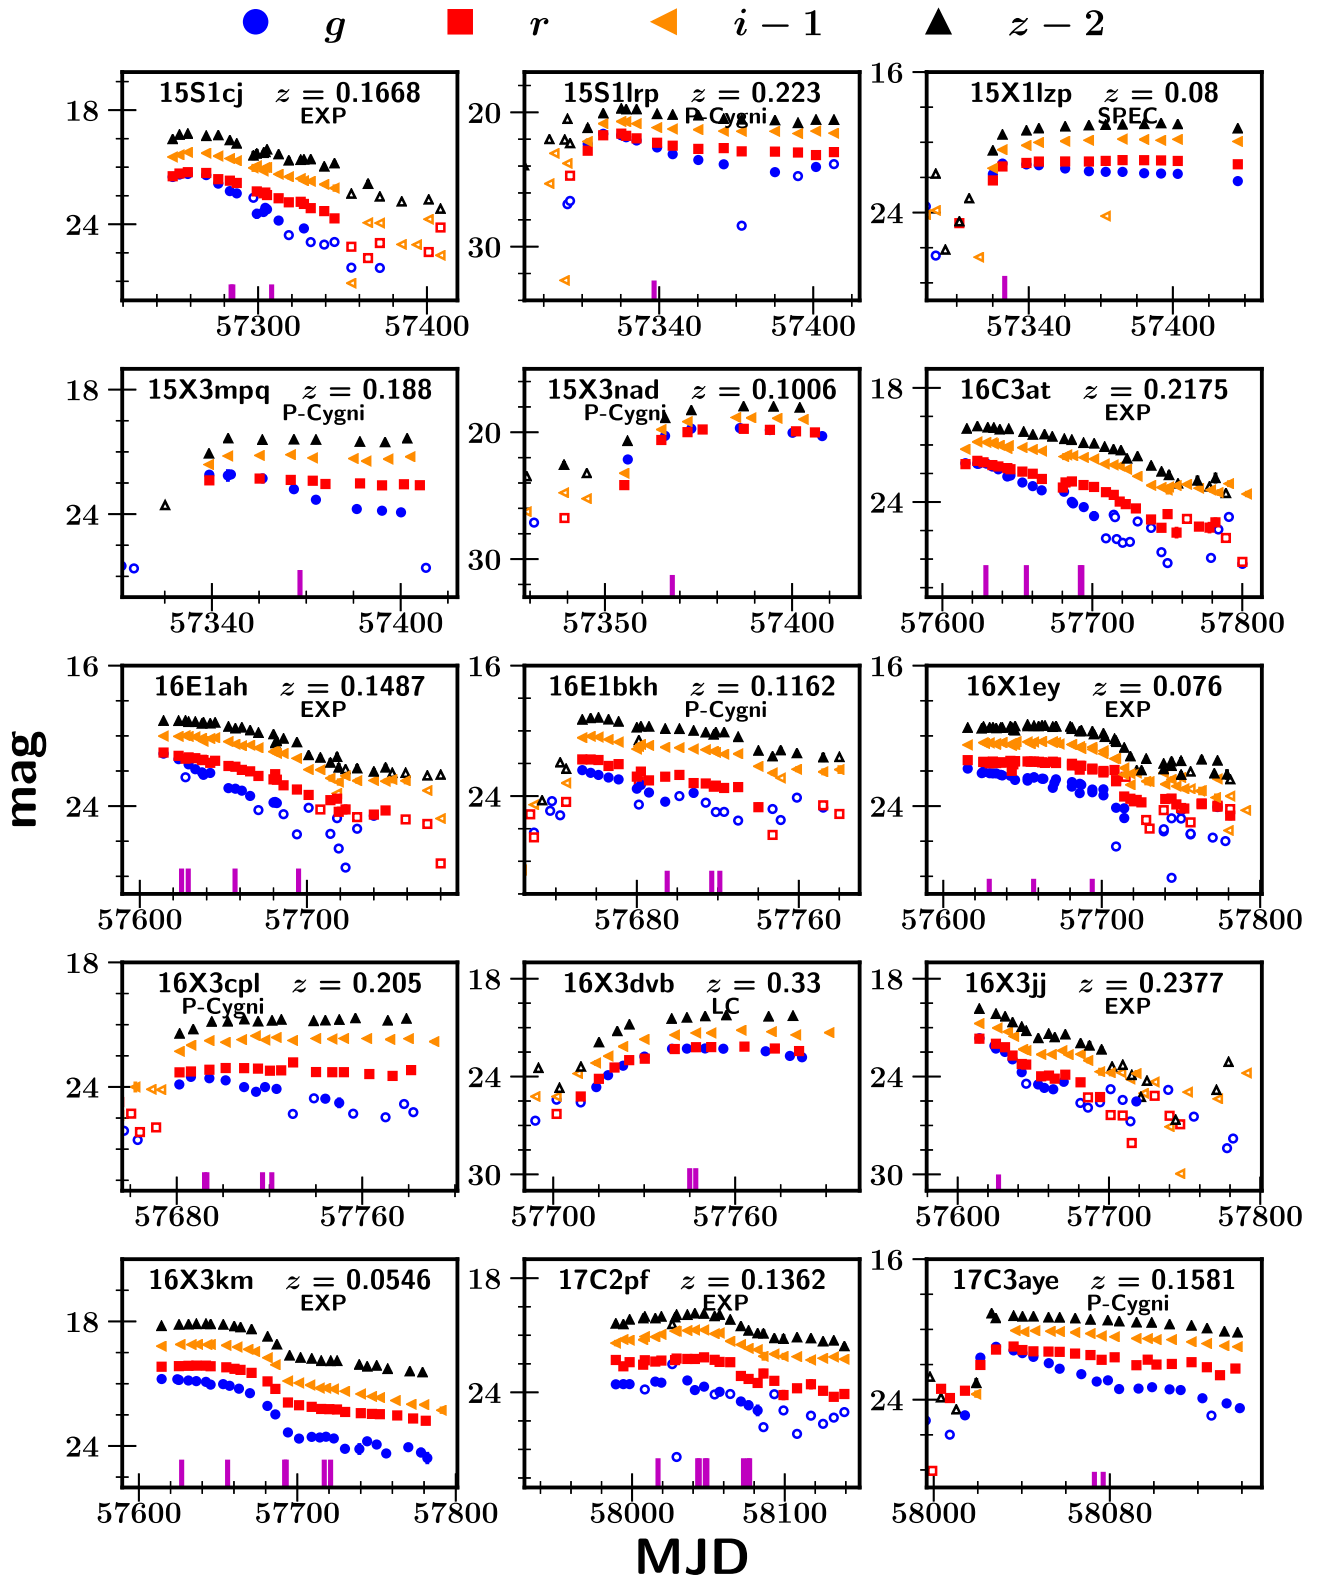 g r i − 1 z − 2
15S1cj z = 0.1668
EXP
18
24
57300 57400
15S1lrp z = 0.223
P-Cygni
20
30
57340 57400
15X1lzp z = 0.08
SPEC
16
24
57340 57400
15X3mpq z = 0.188
P-Cygni
18
24
57340 57400
15X3nad z = 0.1006
P-Cygni
20
30
57350 57400
16C3at z = 0.2175
EXP
18
24
57600 57700 57800
16E1ah z = 0.1487
EXP
16
24
57600 57700
16E1bkh z = 0.1162
P-Cygni
16
24
57680 57760
16X1ey z = 0.076
EXP
16
24
57600 57700 57800
16X3cpl z = 0.205
P-Cygni
18
24
57680 57760
16X3dvb z = 0.33
LC
18
24
30
57700 57760
16X3jj z = 0.2377
EXP
18
24
30
57600 57700 57800
16X3km z = 0.0546
EXP
18
24
57600 57700 57800
17C2pf z = 0.1362
EXP
18
24
58000 58100
17C3aye z = 0.1581
P-Cygni
16
24
58000 58080
mag
MJD